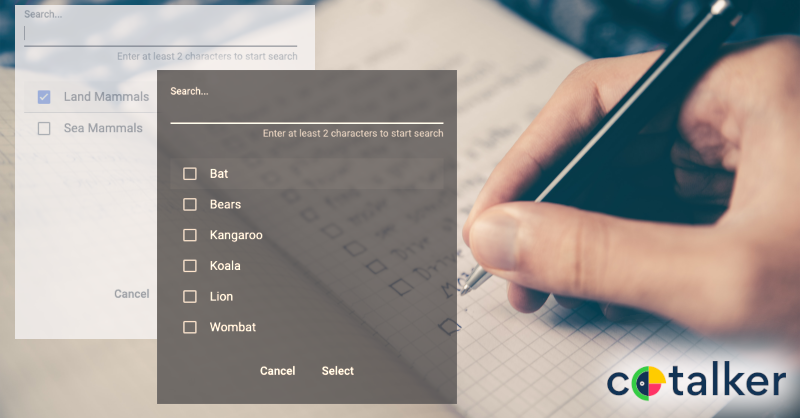 Search...
Enter at least 2 characters to start search
Land Mammals
Sea Mammals
Cancel
Search...
Enter at least 2 characters to start search
Bat
Bears
Kangaroo
Koala
Lion
Wombat
Cancel
Select
cotalker